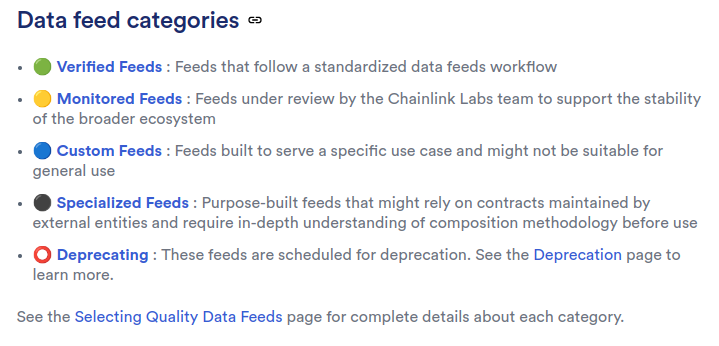 Data feed categories
Verified Feeds : Feeds that follow a standardized data feeds workflow
Monitored Feeds : Feeds under review by the Chainlink Labs team to support the stability
of the broader ecosystem
Custom Feeds : Feeds built to serve a specific use case and might not be suitable for
general use
Specialized Feeds : Purpose-built feeds that might rely on contracts maintained by
external entities and require in-depth understanding of composition methodology before use
Deprecating : These feeds are scheduled for deprecation. See the Deprecation page to
learn more.
See the Selecting Quality Data Feeds page for complete details about each category.